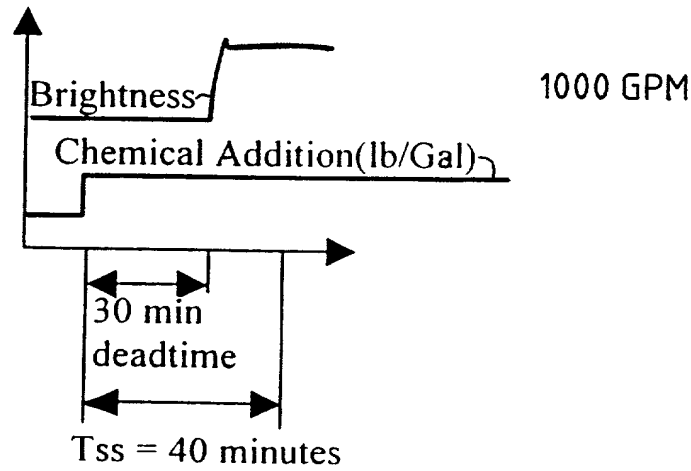 Brightness
1000 GPM
Chemical Addition(lb/Gal)
30 min
deadtime
Tss = 40 minutes